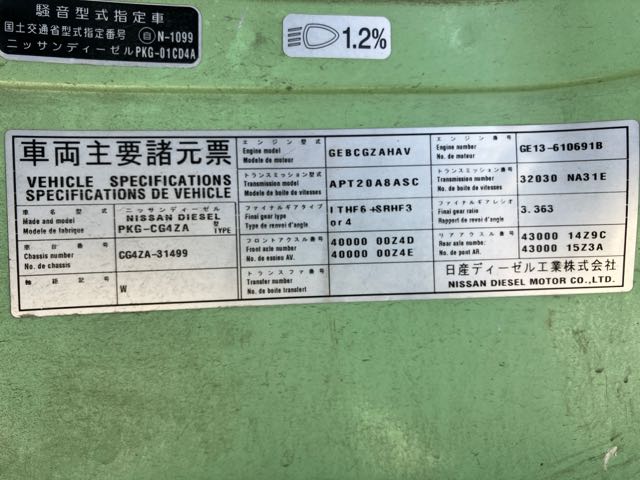 騒音型式指定車
国土交通省型式指定番号 自 N-1099
ニッサンディーゼル PKG-01CD4A
1.2%
車両主要諸元票
VEHICLE SPECIFICATIONS
SPECIFICATIONS DE VEHICLE
車名型式 ニッサンディーゼル
Made and model NISSAN DIESEL
Modele de fabrique PKG-CG4ZA TYPE
車台番号
Chassis number CG4ZA-31499
No. de chassis
軸距記号 W
エンジン型式
Engine model GEBCGZAHAV
Modele de moteur
トランスミッション型式
Transmission model APT20A8ASC
Modele de boite de vitesses
ファイナルギアタイプ 1THF6+SRHF3
Final gear type or4
Type de renvoi d'angle
フロントアクスル番号 40000 00Z4D
Front axle number 40000 00Z4E
No. de essieu AV.
トランスファ番号
Transfer number
No. de boite transfert
エンジン番号
Engine number GE13-610691B
No. de moteur
トランスミッション番号
Transmission number 32030 NA31E
No. de boite de vitesses
ファイナルギアレシオ
Final gear raio 3.363
Rapport de revoi d'angle
リアアクスル番号 43000 14Z9C
Rear axle number: 43000 15Z3A
No. de pont AR.
日産ディーゼル工業株式会社
NISSAN DIESEL MOTOR CO.,LTD.